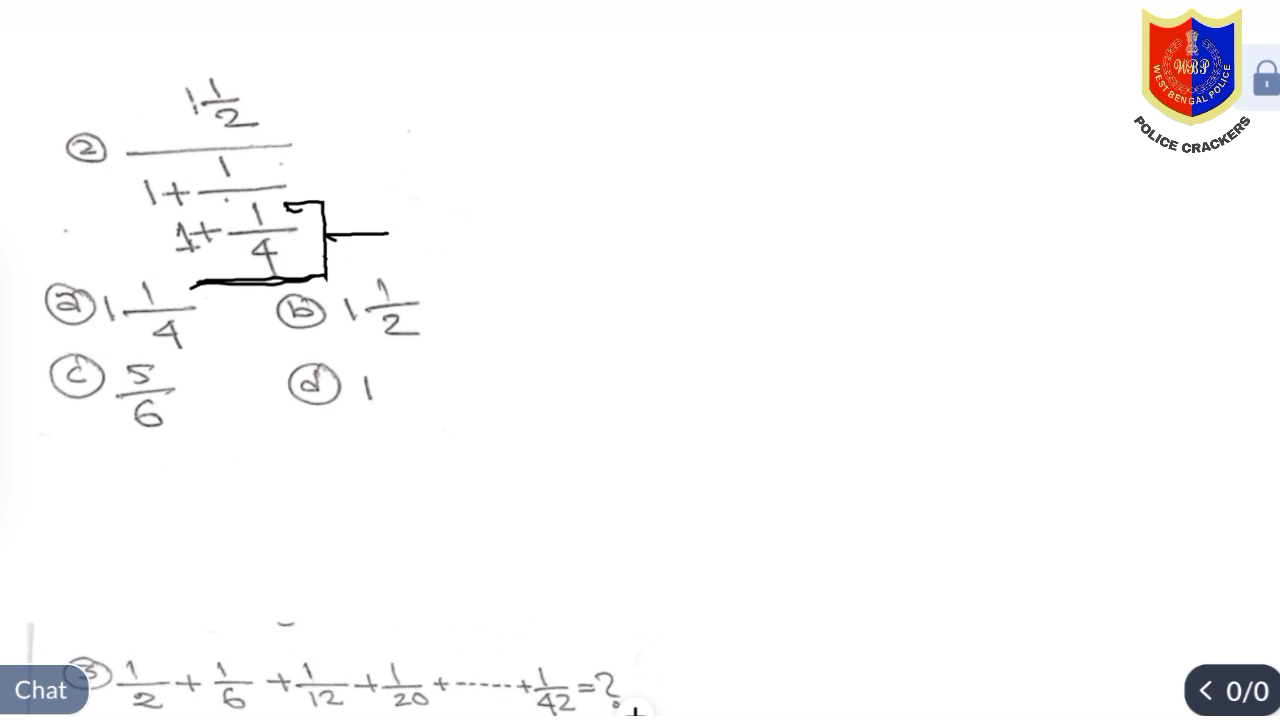 WBP
WEST BENGAL POLICE
POLICE CRACKERS
② (1 1/2) / (1 + 1/(1 + 1/4))
ⓐ 1 1/4 ⓑ 1 1/2
ⓒ 5/6 ⓓ 1
③ 1/2 + 1/6 + 1/12 + 1/20 + ------ + 1/42 = ?
Chat
< 0/0